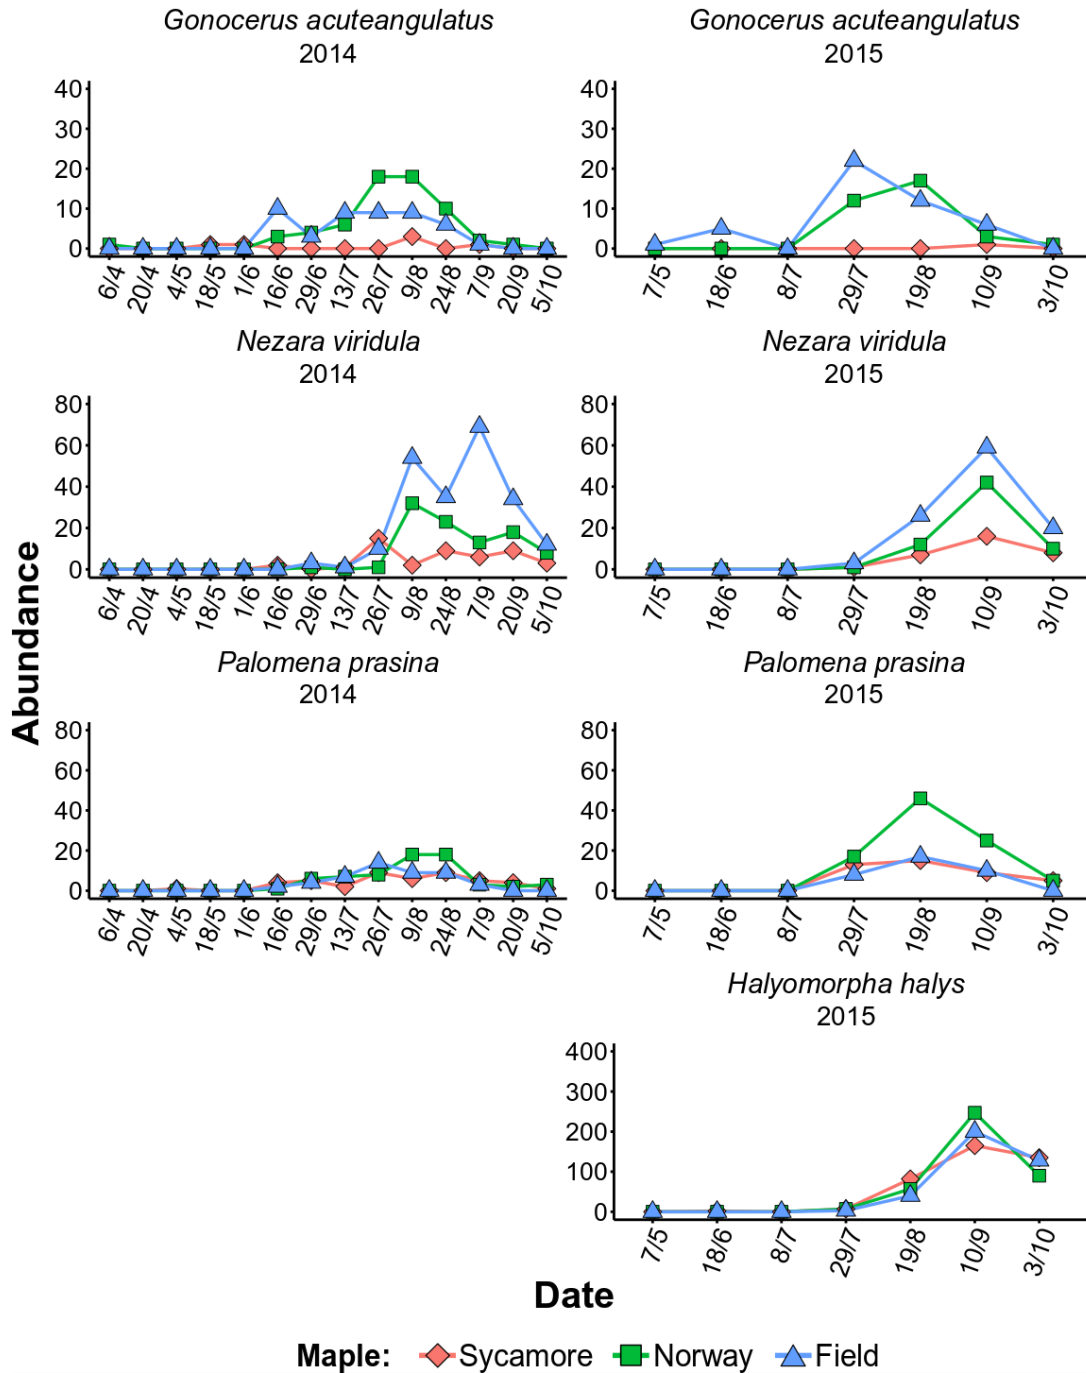 Gonocerus acuteangulatus
2014
40
30
20
10
0
6/4 20/4 4/5 18/5 1/6 16/6 29/6 13/7 26/7 9/8 24/8 7/9 20/9 5/10
Gonocerus acuteangulatus
2015
40
30
20
10
0
7/5 18/6 8/7 29/7 19/8 10/9 3/10
Nezara viridula
2014
80
60
40
20
0
6/4 20/4 4/5 18/5 1/6 16/6 29/6 13/7 26/7 9/8 24/8 7/9 20/9 5/10
Nezara viridula
2015
80
60
40
20
0
7/5 18/6 8/7 29/7 19/8 10/9 3/10
Abundance
Palomena prasina
2014
80
60
40
20
0
6/4 20/4 4/5 18/5 1/6 16/6 29/6 13/7 26/7 9/8 24/8 7/9 20/9 5/10
Palomena prasina
2015
80
60
40
20
0
7/5 18/6 8/7 29/7 19/8 10/9 3/10
Halyomorpha halys
2015
400
300
200
100
0
7/5 18/6 8/7 29/7 19/8 10/9 3/10
Date
Maple: Sycamore Norway Field